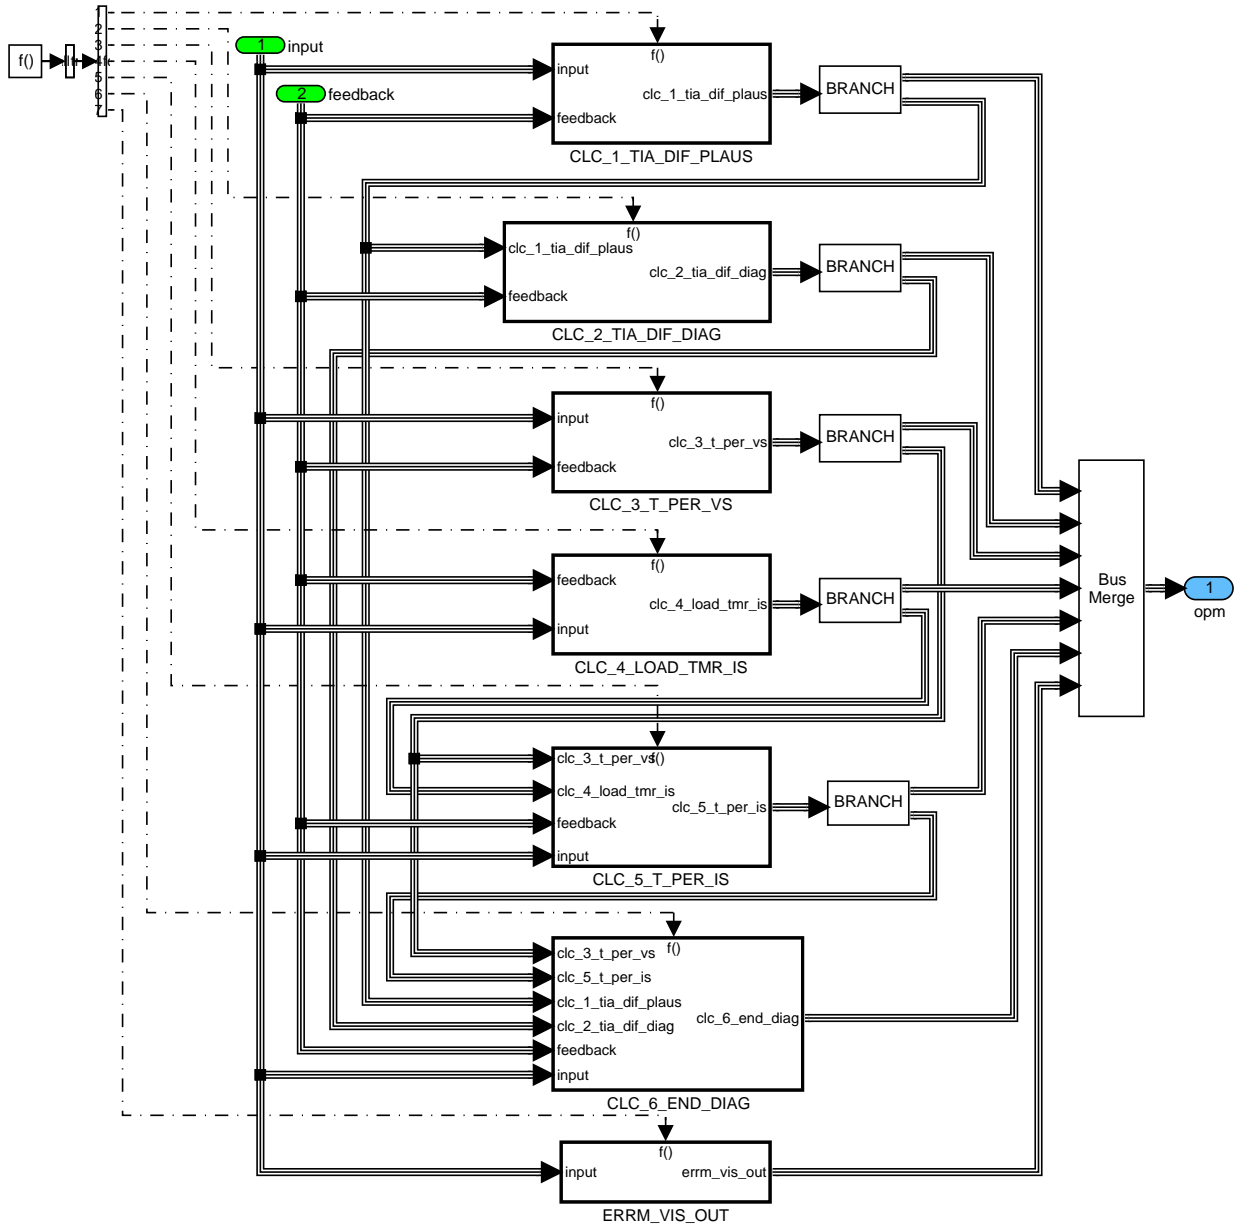 f()
1
2
3
5
6
7
1
input
2
feedback
f()
input
clc_1_tia_dif_plaus
feedback
CLC_1_TIA_DIF_PLAUS
BRANCH
f()
clc_1_tia_dif_plaus
clc_2_tia_dif_diag
feedback
CLC_2_TIA_DIF_DIAG
BRANCH
f()
input
clc_3_t_per_vs
feedback
CLC_3_T_PER_VS
BRANCH
f()
feedback
clc_4_load_tmr_is
input
CLC_4_LOAD_TMR_IS
BRANCH
Bus
Merge
1
opm
f()
clc_3_t_per_vs
clc_4_load_tmr_is
clc_5_t_per_is
feedback
input
CLC_5_T_PER_IS
BRANCH
f()
clc_3_t_per_vs
clc_5_t_per_is
clc_1_tia_dif_plaus
clc_6_end_diag
clc_2_tia_dif_diag
feedback
input
CLC_6_END_DIAG
f()
input
errm_vis_out
ERRM_VIS_OUT